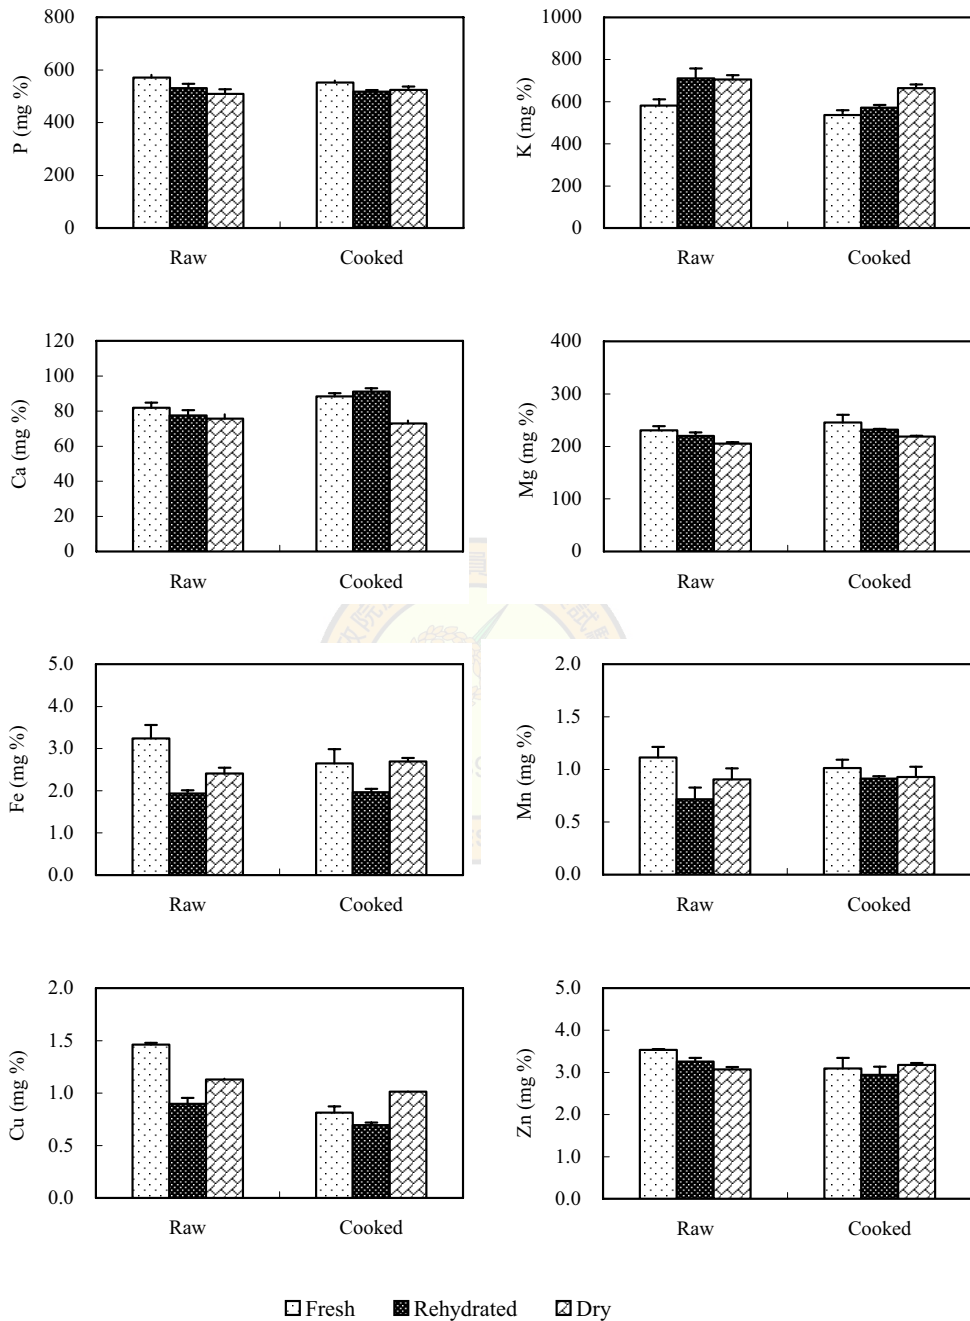 800
600
400
200
0
P (mg %)
Raw
Cooked
1000
800
600
400
200
0
K (mg %)
Raw
Cooked
120
100
80
60
40
20
0
Ca (mg %)
Raw
Cooked
400
300
200
100
0
Mg (mg %)
Raw
Cooked
5.0
4.0
3.0
2.0
1.0
0.0
Fe (mg %)
Raw
Cooked
2.0
1.5
1.0
0.5
0.0
Mn (mg %)
Raw
Cooked
2.0
1.5
1.0
0.5
0.0
Cu (mg %)
Raw
Cooked
5.0
4.0
3.0
2.0
1.0
0.0
Zn (mg %)
Raw
Cooked
Fresh Rehydrated Dry